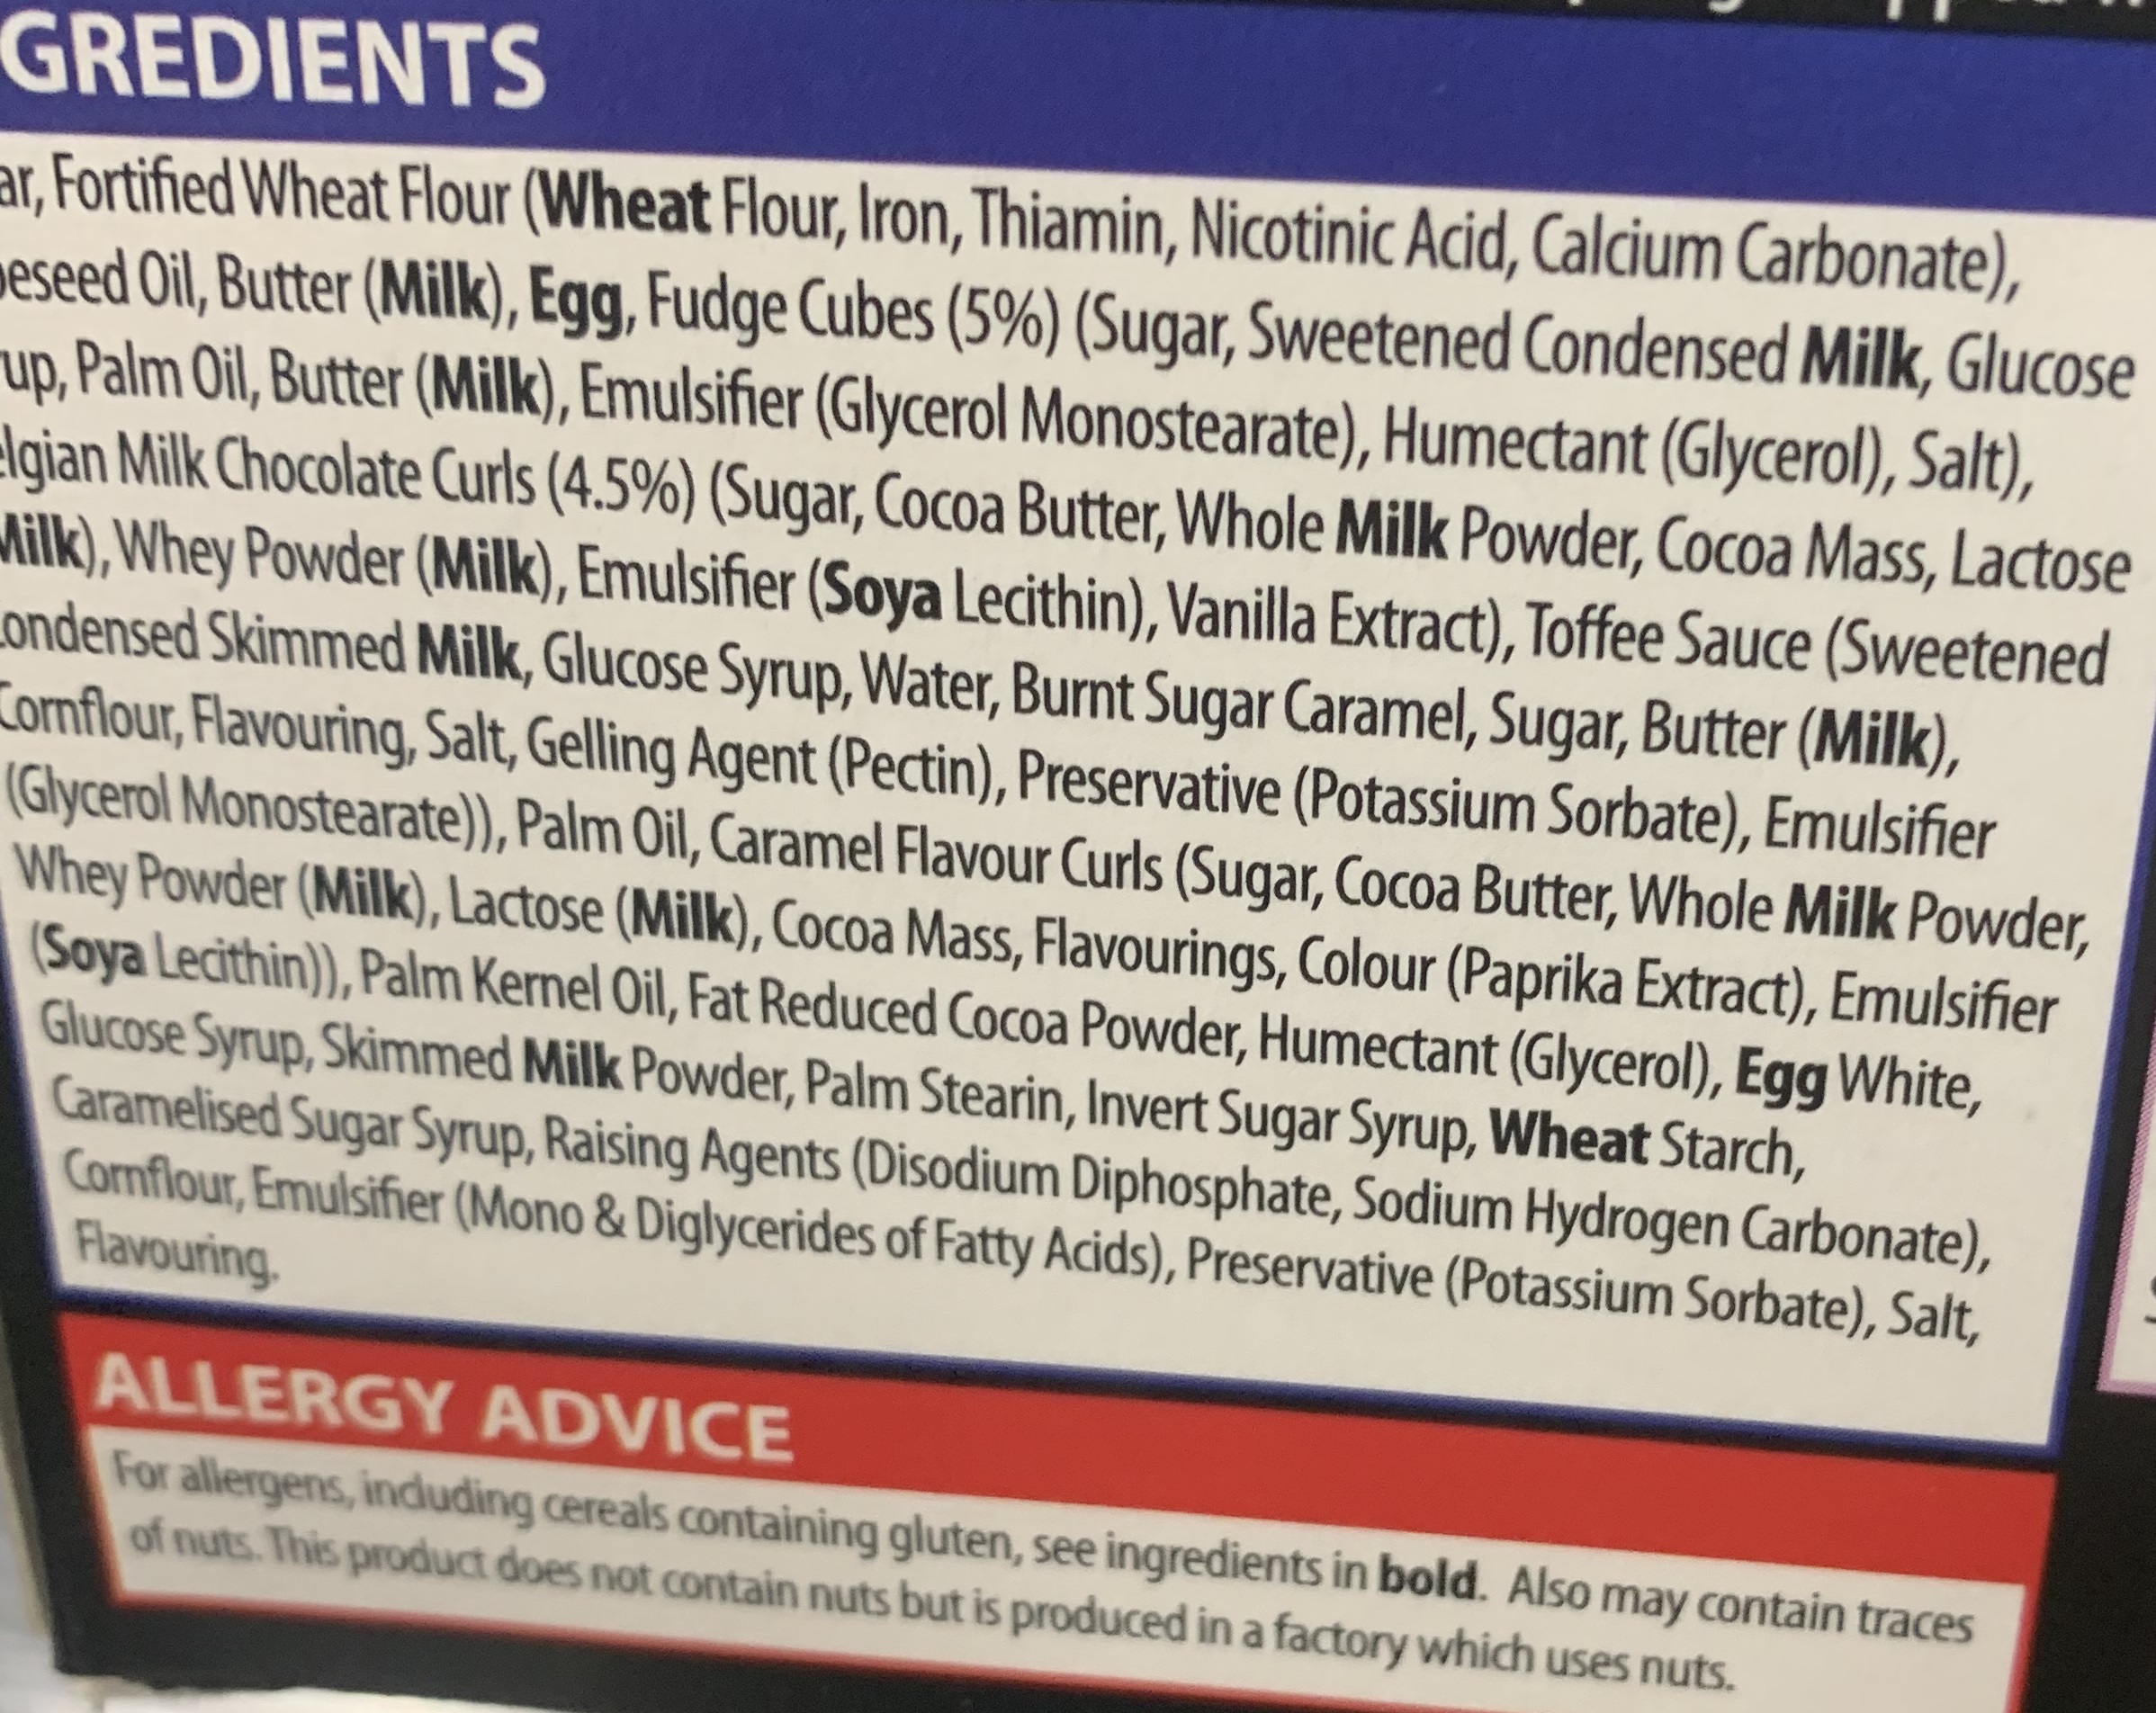 GREDIENTS
ar, Fortified Wheat Flour (Wheat Flour, Iron, Thiamin, Nicotinic Acid, Calcium Carbonate),
eseed Oil, Butter (Milk), Egg, Fudge Cubes (5%) (Sugar, Sweetened Condensed Milk, Glucose
up, Palm Oil, Butter (Milk), Emulsifier (Glycerol Monostearate), Humectant (Glycerol), Salt),
elgian Milk Chocolate Curls (4.5%) (Sugar, Cocoa Butter, Whole Milk Powder, Cocoa Mass, Lactose
Milk), Whey Powder (Milk), Emulsifier (Soya Lecithin), Vanilla Extract), Toffee Sauce (Sweetened
Condensed Skimmed Milk, Glucose Syrup, Water, Burnt Sugar Caramel, Sugar, Butter (Milk),
Cornflour, Flavouring, Salt, Gelling Agent (Pectin), Preservative (Potassium Sorbate), Emulsifier
(Glycerol Monostearate)), Palm Oil, Caramel Flavour Curls (Sugar, Cocoa Butter, Whole Milk Powder,
Whey Powder (Milk), Lactose (Milk), Cocoa Mass, Flavourings, Colour (Paprika Extract), Emulsifier
(Soya Lecithin)), Palm Kernel Oil, Fat Reduced Cocoa Powder, Humectant (Glycerol), Egg White,
Glucose Syrup, Skimmed Milk Powder, Palm Stearin, Invert Sugar Syrup, Wheat Starch,
Caramelised Sugar Syrup, Raising Agents (Disodium Diphosphate, Sodium Hydrogen Carbonate),
Cornflour, Emulsifier (Mono & Diglycerides of Fatty Acids), Preservative (Potassium Sorbate), Salt,
Flavouring.
ALLERGY ADVICE
For allergens, including cereals containing gluten, see ingredients in bold. Also may contain traces
of nuts. This product does not contain nuts but is produced in a factory which uses nuts.